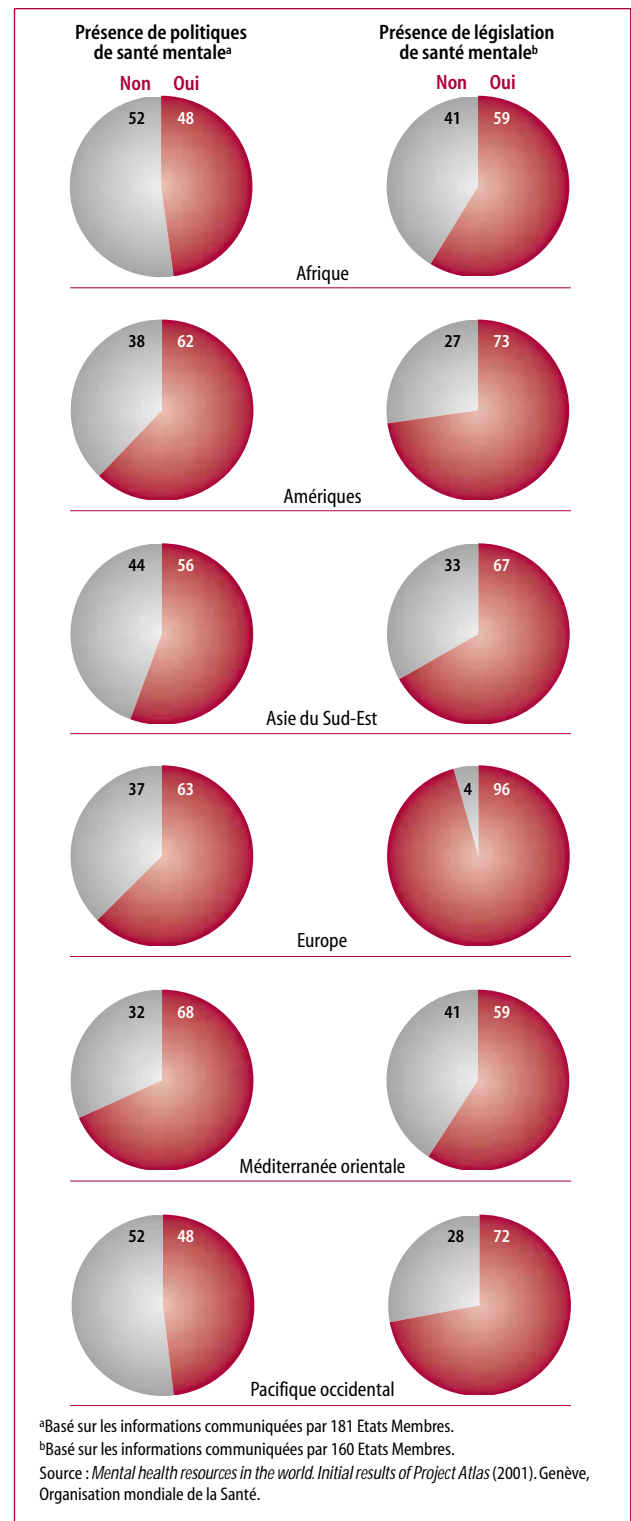 Présence de politiques
de santé mentaleᵃ
Présence de législation
de santé mentaleᵇ
Non Oui
Non Oui
52 48
41 59
Afrique
38 62
27 73
Amériques
44 56
33 67
Asie du Sud-Est
37 63
4 96
Europe
32 68
41 59
Méditerranée orientale
52 48
28 72
Pacifique occidental
ᵃBasé sur les informations communiquées par 181 Etats Membres.
ᵇBasé sur les informations communiquées par 160 Etats Membres.
Source : Mental health resources in the world. Initial results of Project Atlas (2001). Genève,
Organisation mondiale de la Santé.